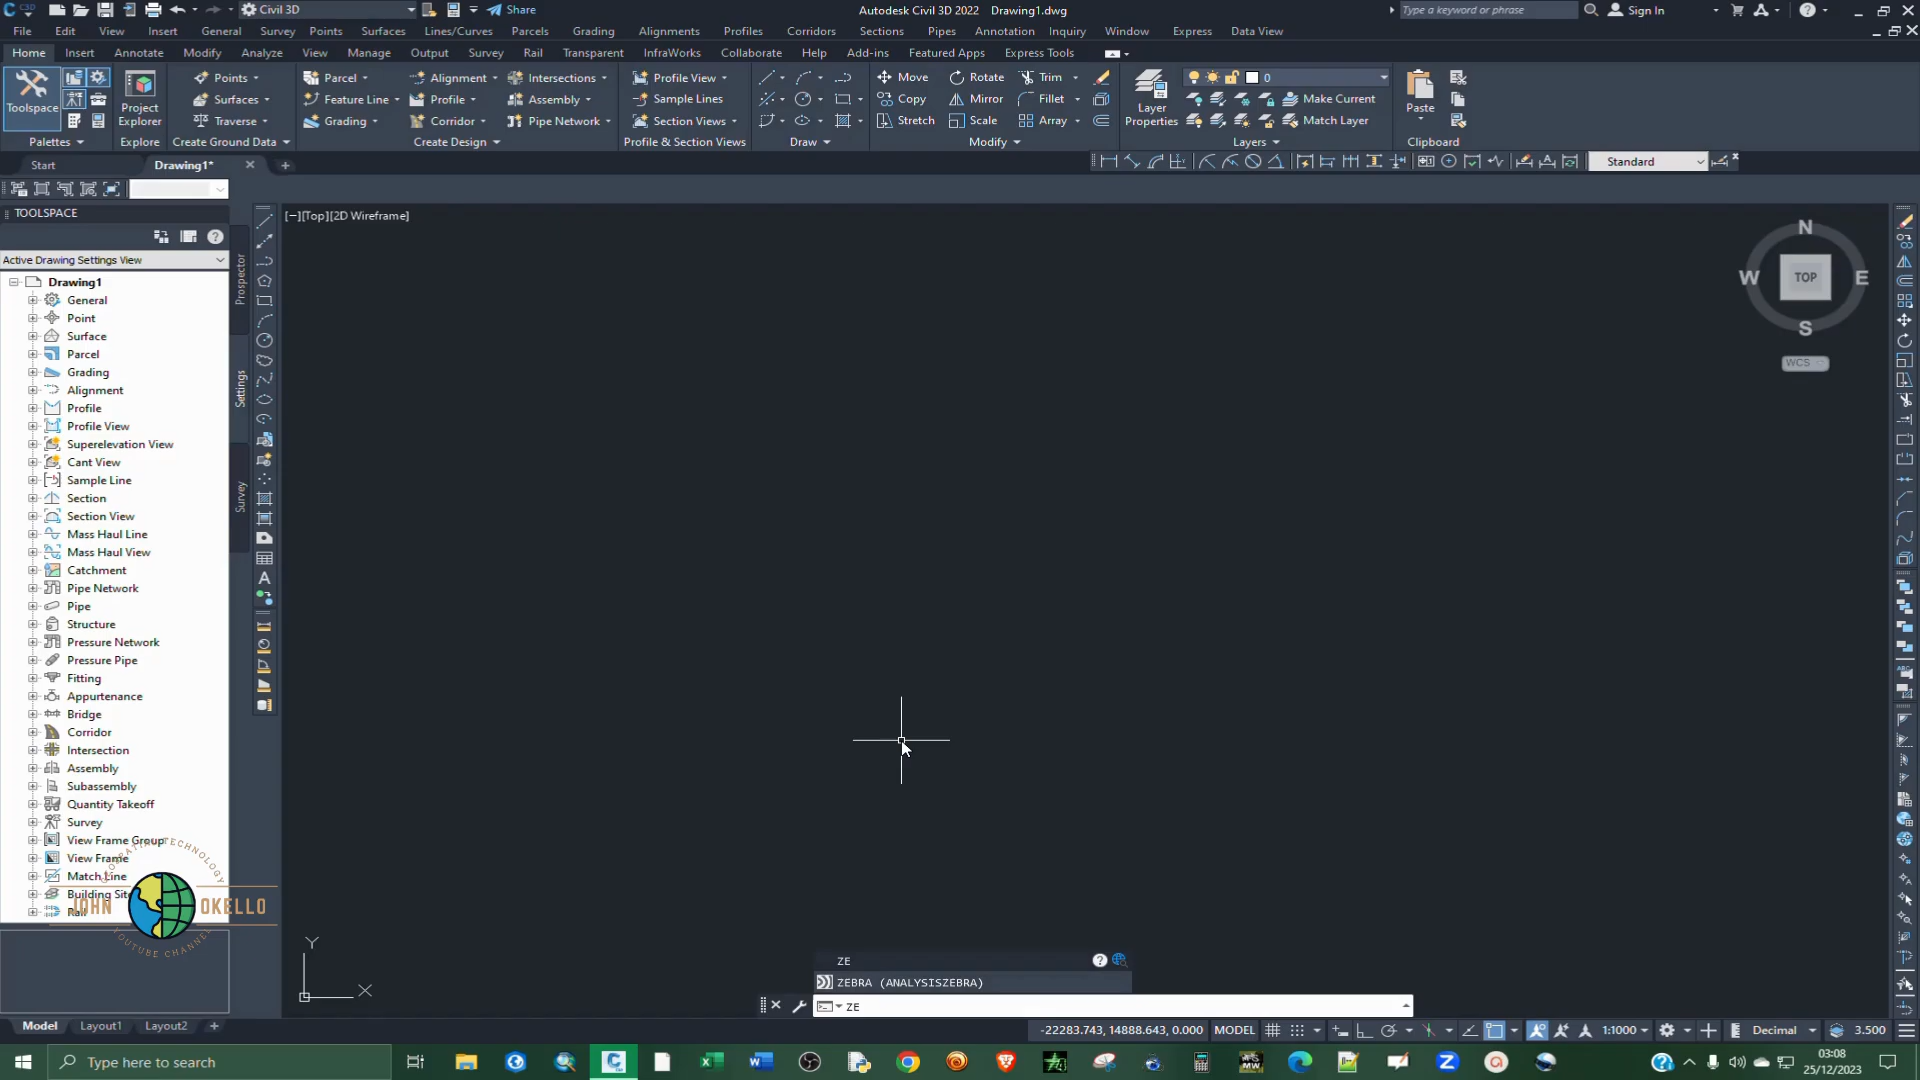 Civil 3D
Share
Autodesk Civil 3D 2022 Drawing1.dwg
Type a keyword or phrase
Sign In
File Edit View Insert General Survey Points Surfaces Lines/Curves Parcels Grading Alignments Profiles Corridors Sections Pipes Annotation Inquiry Window Express Data View
Home Insert Annotate Modify Analyze View Manage Output Survey Rail Transparent InfraWorks Collaborate Help Add-ins Featured Apps Express Tools
Points Parcel Alignment Intersections Profile View Move Rotate Trim 0
Toolspace Project Explorer Surfaces Feature Line Profile Assembly Sample Lines Copy Mirror Fillet Layer Properties Make Current Paste
Traverse Grading Corridor Pipe Network Section Views Stretch Scale Array Match Layer
Palettes Explore Create Ground Data Create Design Profile & Section Views Draw Modify Layers Clipboard
Start Drawing1* Standard
TOOLSPACE
[−][Top][2D Wireframe]
Active Drawing Settings View
Prospector
Settings
Survey
Drawing1
General
Point
Surface
Parcel
Grading
Alignment
Profile
Profile View
Superelevation View
Cant View
Sample Line
Section
Section View
Mass Haul Line
Mass Haul View
Catchment
Pipe Network
Pipe
Structure
Pressure Network
Pressure Pipe
Fitting
Appurtenance
Bridge
Corridor
Intersection
Assembly
Subassembly
Quantity Takeoff
Survey
View Frame Group
View Frame
Match Line
Building Site
Rail
GEOSPATIAL TECHNOLOGY
JOHN OKELLO
YOUTUBE CHANNEL
N
W TOP E
S
WCS
Y
X
ZE
ZEBRA (ANALYSISZEBRA)
ZE
Model Layout1 Layout2
-22283.743, 14888.643, 0.000 MODEL 1:1000 Decimal 3.500
Type here to search
03:08
25/12/2023